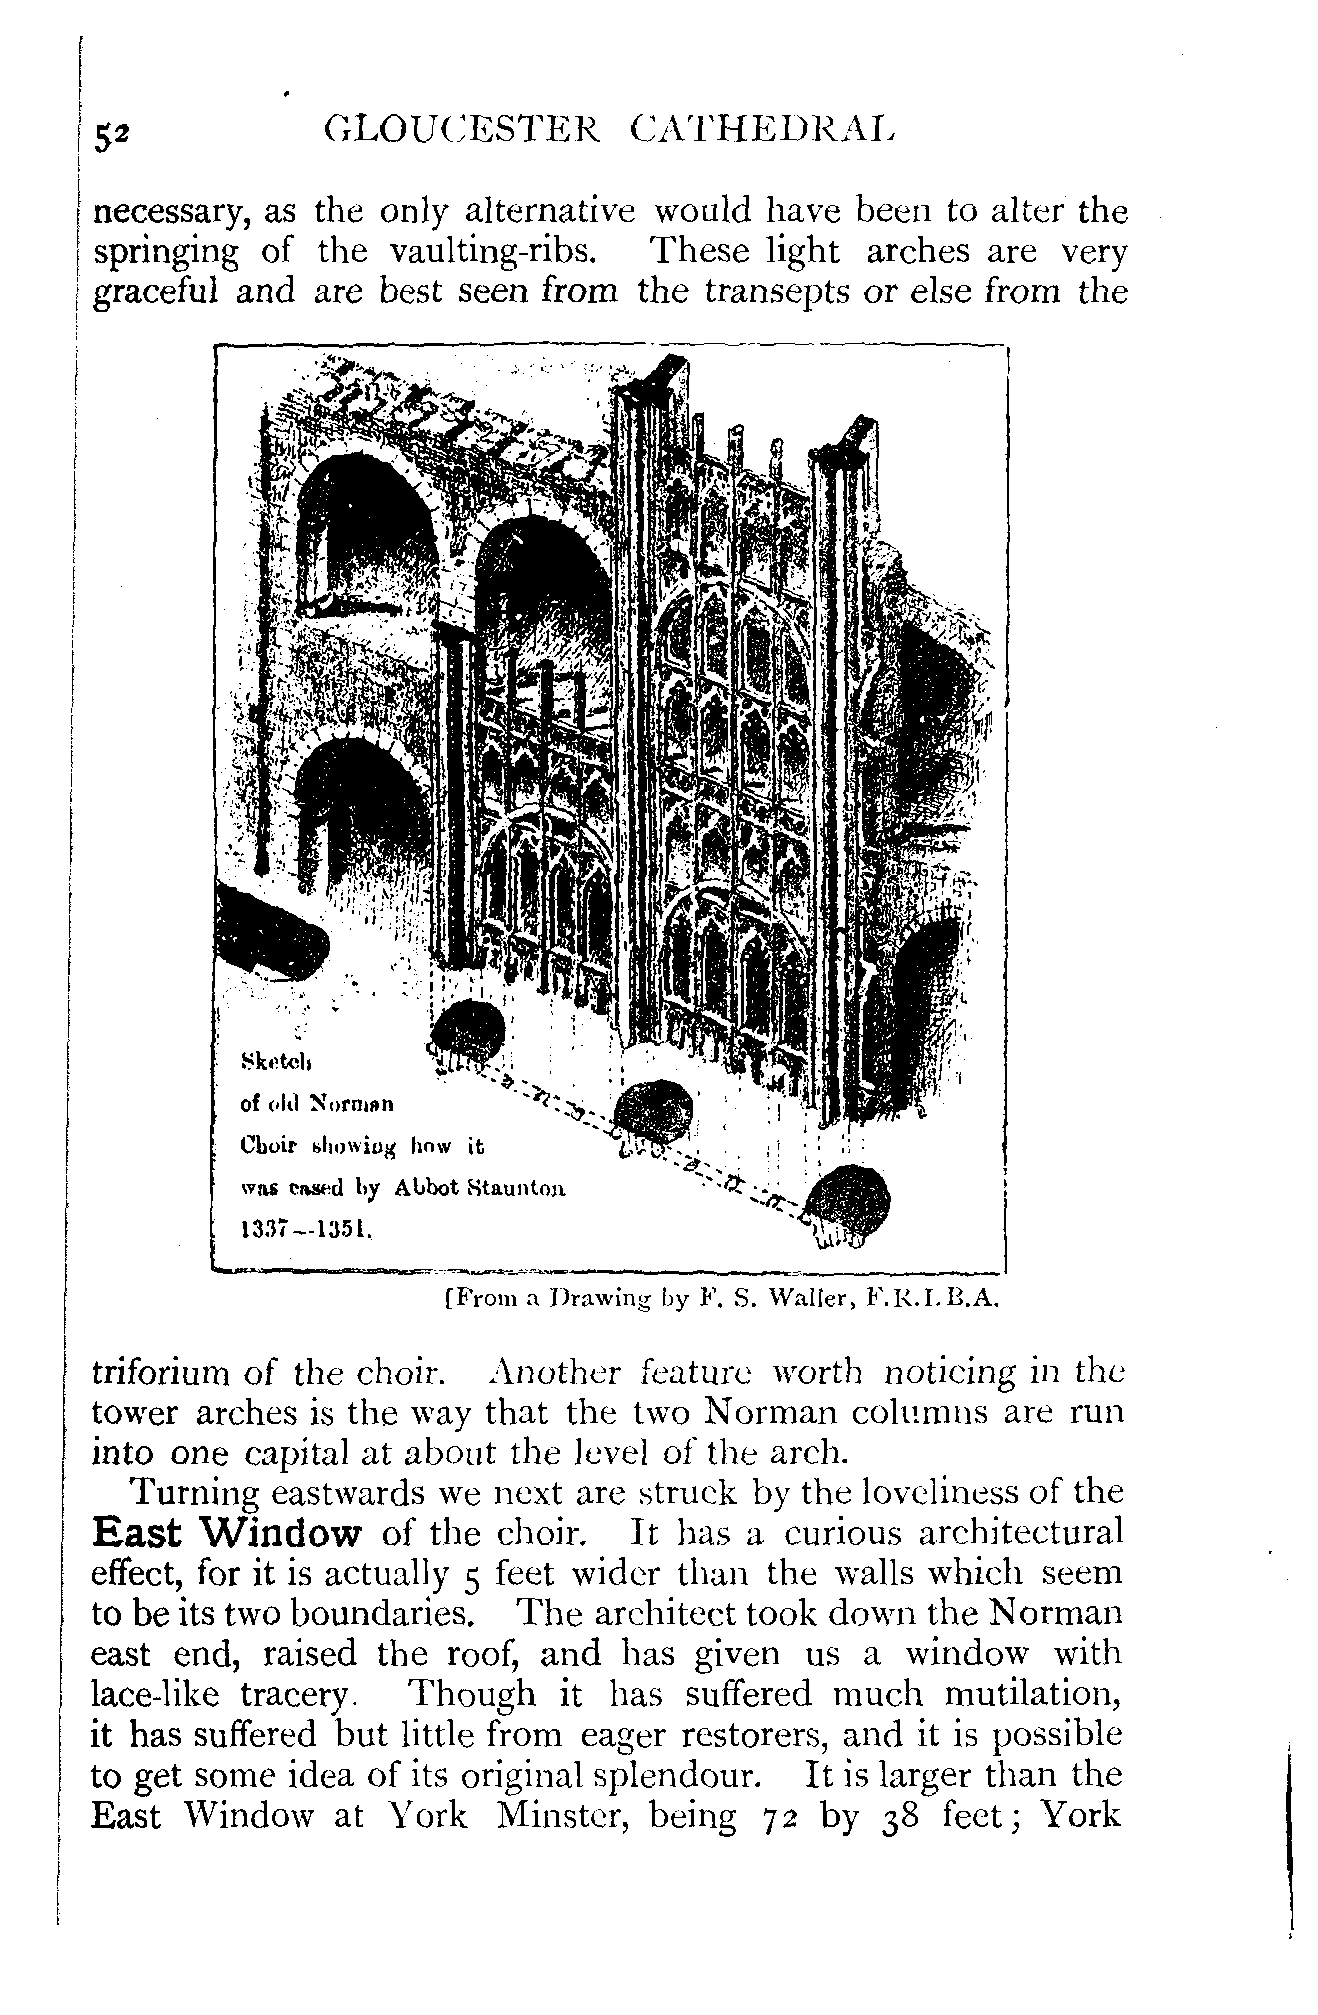 52 GLOUCESTER CATHEDRAL
necessary, as the only alternative would have been to alter the
springing of the vaulting-ribs. These light arches are very
graceful and are best seen from the transepts or else from the
Sketch
of old Norman
Choir showing how it
was cased by Abbot Staunton
1337--1351.
[From a Drawing by F. S. Waller, F.R.I.B.A.
triforium of the choir. Another feature worth noticing in the
tower arches is the way that the two Norman columns are run
into one capital at about the level of the arch.
Turning eastwards we next are struck by the loveliness of the
East Window of the choir. It has a curious architectural
effect, for it is actually 5 feet wider than the walls which seem
to be its two boundaries. The architect took down the Norman
east end, raised the roof, and has given us a window with
lace-like tracery. Though it has suffered much mutilation,
it has suffered but little from eager restorers, and it is possible
to get some idea of its original splendour. It is larger than the
East Window at York Minster, being 72 by 38 feet; York